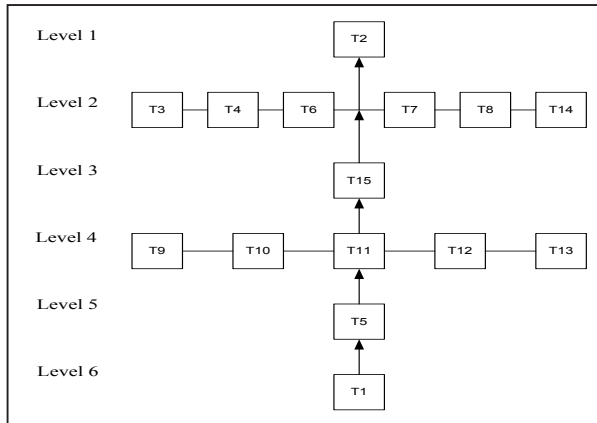 Level 1 T2
Level 2 T3 T4 T6 T7 T8 T14
Level 3 T15
Level 4 T9 T10 T11 T12 T13
Level 5 T5
Level 6 T1